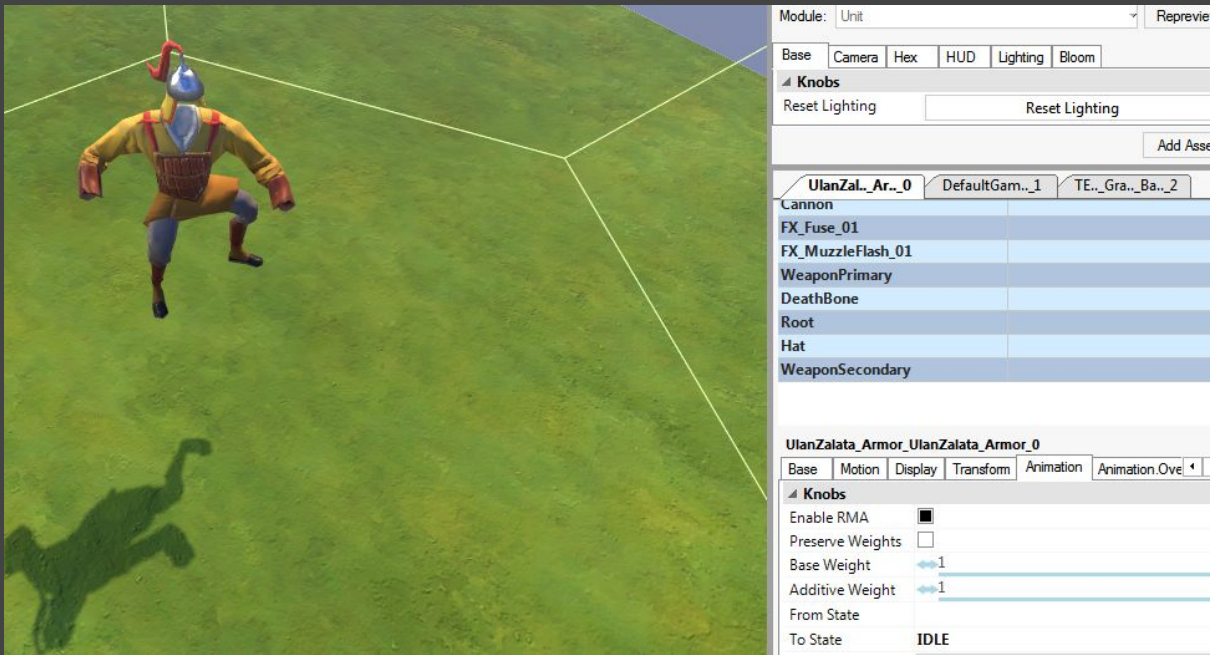 Module: Unit Reprevie
Base Camera Hex HUD Lighting Bloom
Knobs
Reset Lighting Reset Lighting
Add Asse
UlanZal.._Ar.._0 DefaultGam.._1 TE.._Gra.._Ba.._2
Cannon
FX_Fuse_01
FX_MuzzleFlash_01
WeaponPrimary
DeathBone
Root
Hat
WeaponSecondary
UlanZalata_Armor_UlanZalata_Armor_0
Base Motion Display Transform Animation Animation.Ove
Knobs
Enable RMA
Preserve Weights
Base Weight 1
Additive Weight 1
From State
To State IDLE